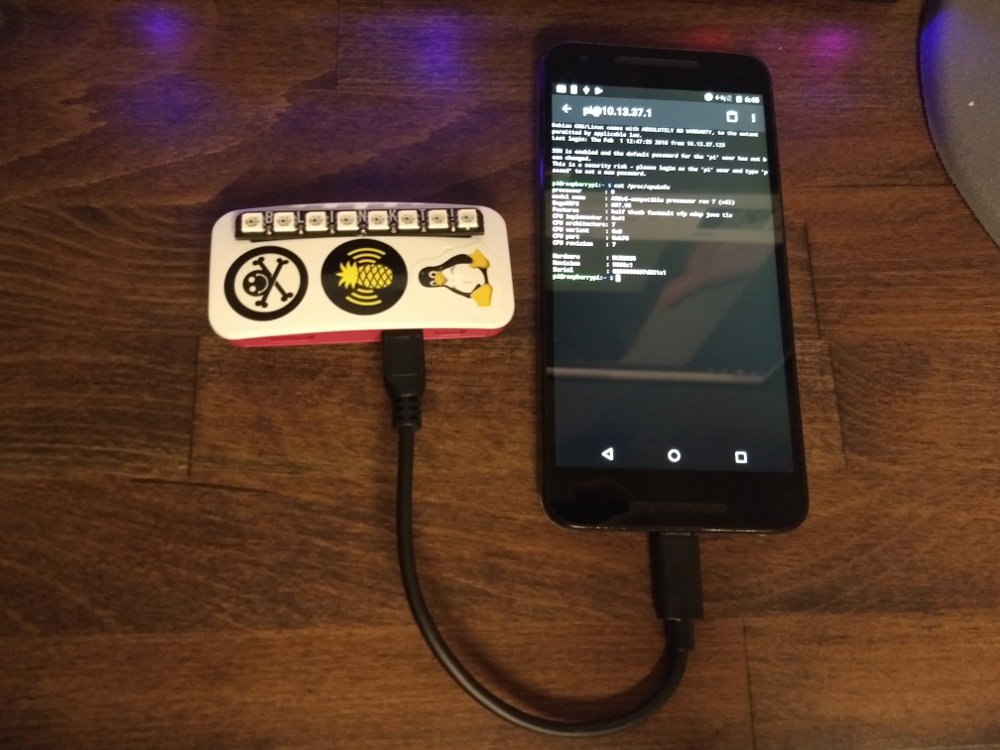 BLINKT!
6:05
pi@10.13.37.1
Debian GNU/Linux comes with ABSOLUTELY NO WARRANTY, to the extent
permitted by applicable law.
Last login: Thu Feb 1 12:47:55 2018 from 10.13.37.123
SSH is enabled and the default password for the 'pi' user has not b
een changed.
This is a security risk - please login as the 'pi' user and type 'p
asswd' to set a new password.
pi@raspberrypi:~ $ cat /proc/cpuinfo
processor : 0
model name : ARMv6-compatible processor rev 7 (v6l)
BogoMIPS : 697.95
Features : half thumb fastmult vfp edsp java tls
CPU implementer : 0x41
CPU architecture: 7
CPU variant : 0x0
CPU part : 0xb76
CPU revision : 7
Hardware : BCM2835
Revision : 9000c1
Serial
pi@raspberrypi:~ $